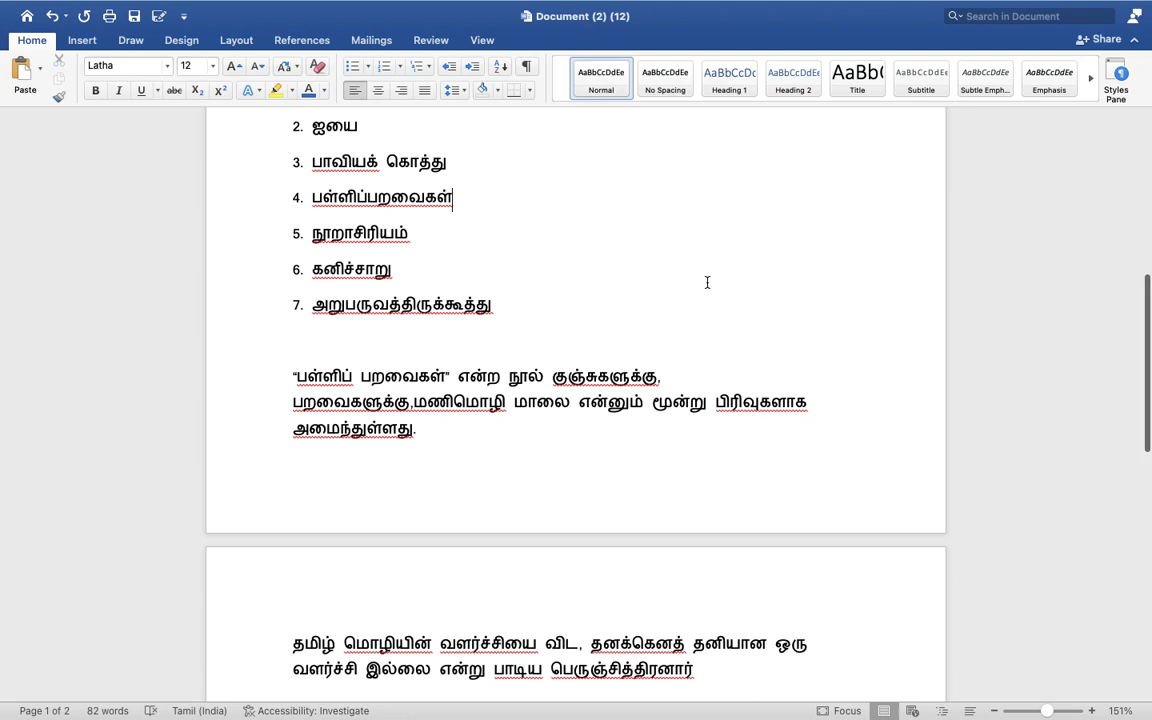 Document (2) (12)
Search in Document
Home Insert Draw Design Layout References Mailings Review View
Share
Paste
Latha 12
B I U abc X₂ X² A A
AaBbCcDdEe AaBbCcDdEe AaBbCcDc AaBbCcDdEe AaBb( AaBbCcDdEe AaBbCcDdEe AaBbCcDdEe
Normal No Spacing Heading 1 Heading 2 Title Subtitle Subtle Emph... Emphasis
Styles Pane
2. ஐயை
3. பாவியக் கொத்து
4. பள்ளிப்பறவைகள்
5. நூறாசிரியம்
6. கனிச்சாறு
7. அறுபருவத்திருக்கூத்து
“பள்ளிப் பறவைகள்” என்ற நூல் குஞ்சுகளுக்கு,
பறவைகளுக்கு,மணிமொழி மாலை என்னும் மூன்று பிரிவுகளாக
அமைந்துள்ளது.
தமிழ் மொழியின் வளர்ச்சியை விட, தனக்கெனத் தனியான ஒரு
வளர்ச்சி இல்லை என்று பாடிய பெருஞ்சித்திரனார்
Page 1 of 2 82 words Tamil (India) Accessibility: Investigate Focus 151%